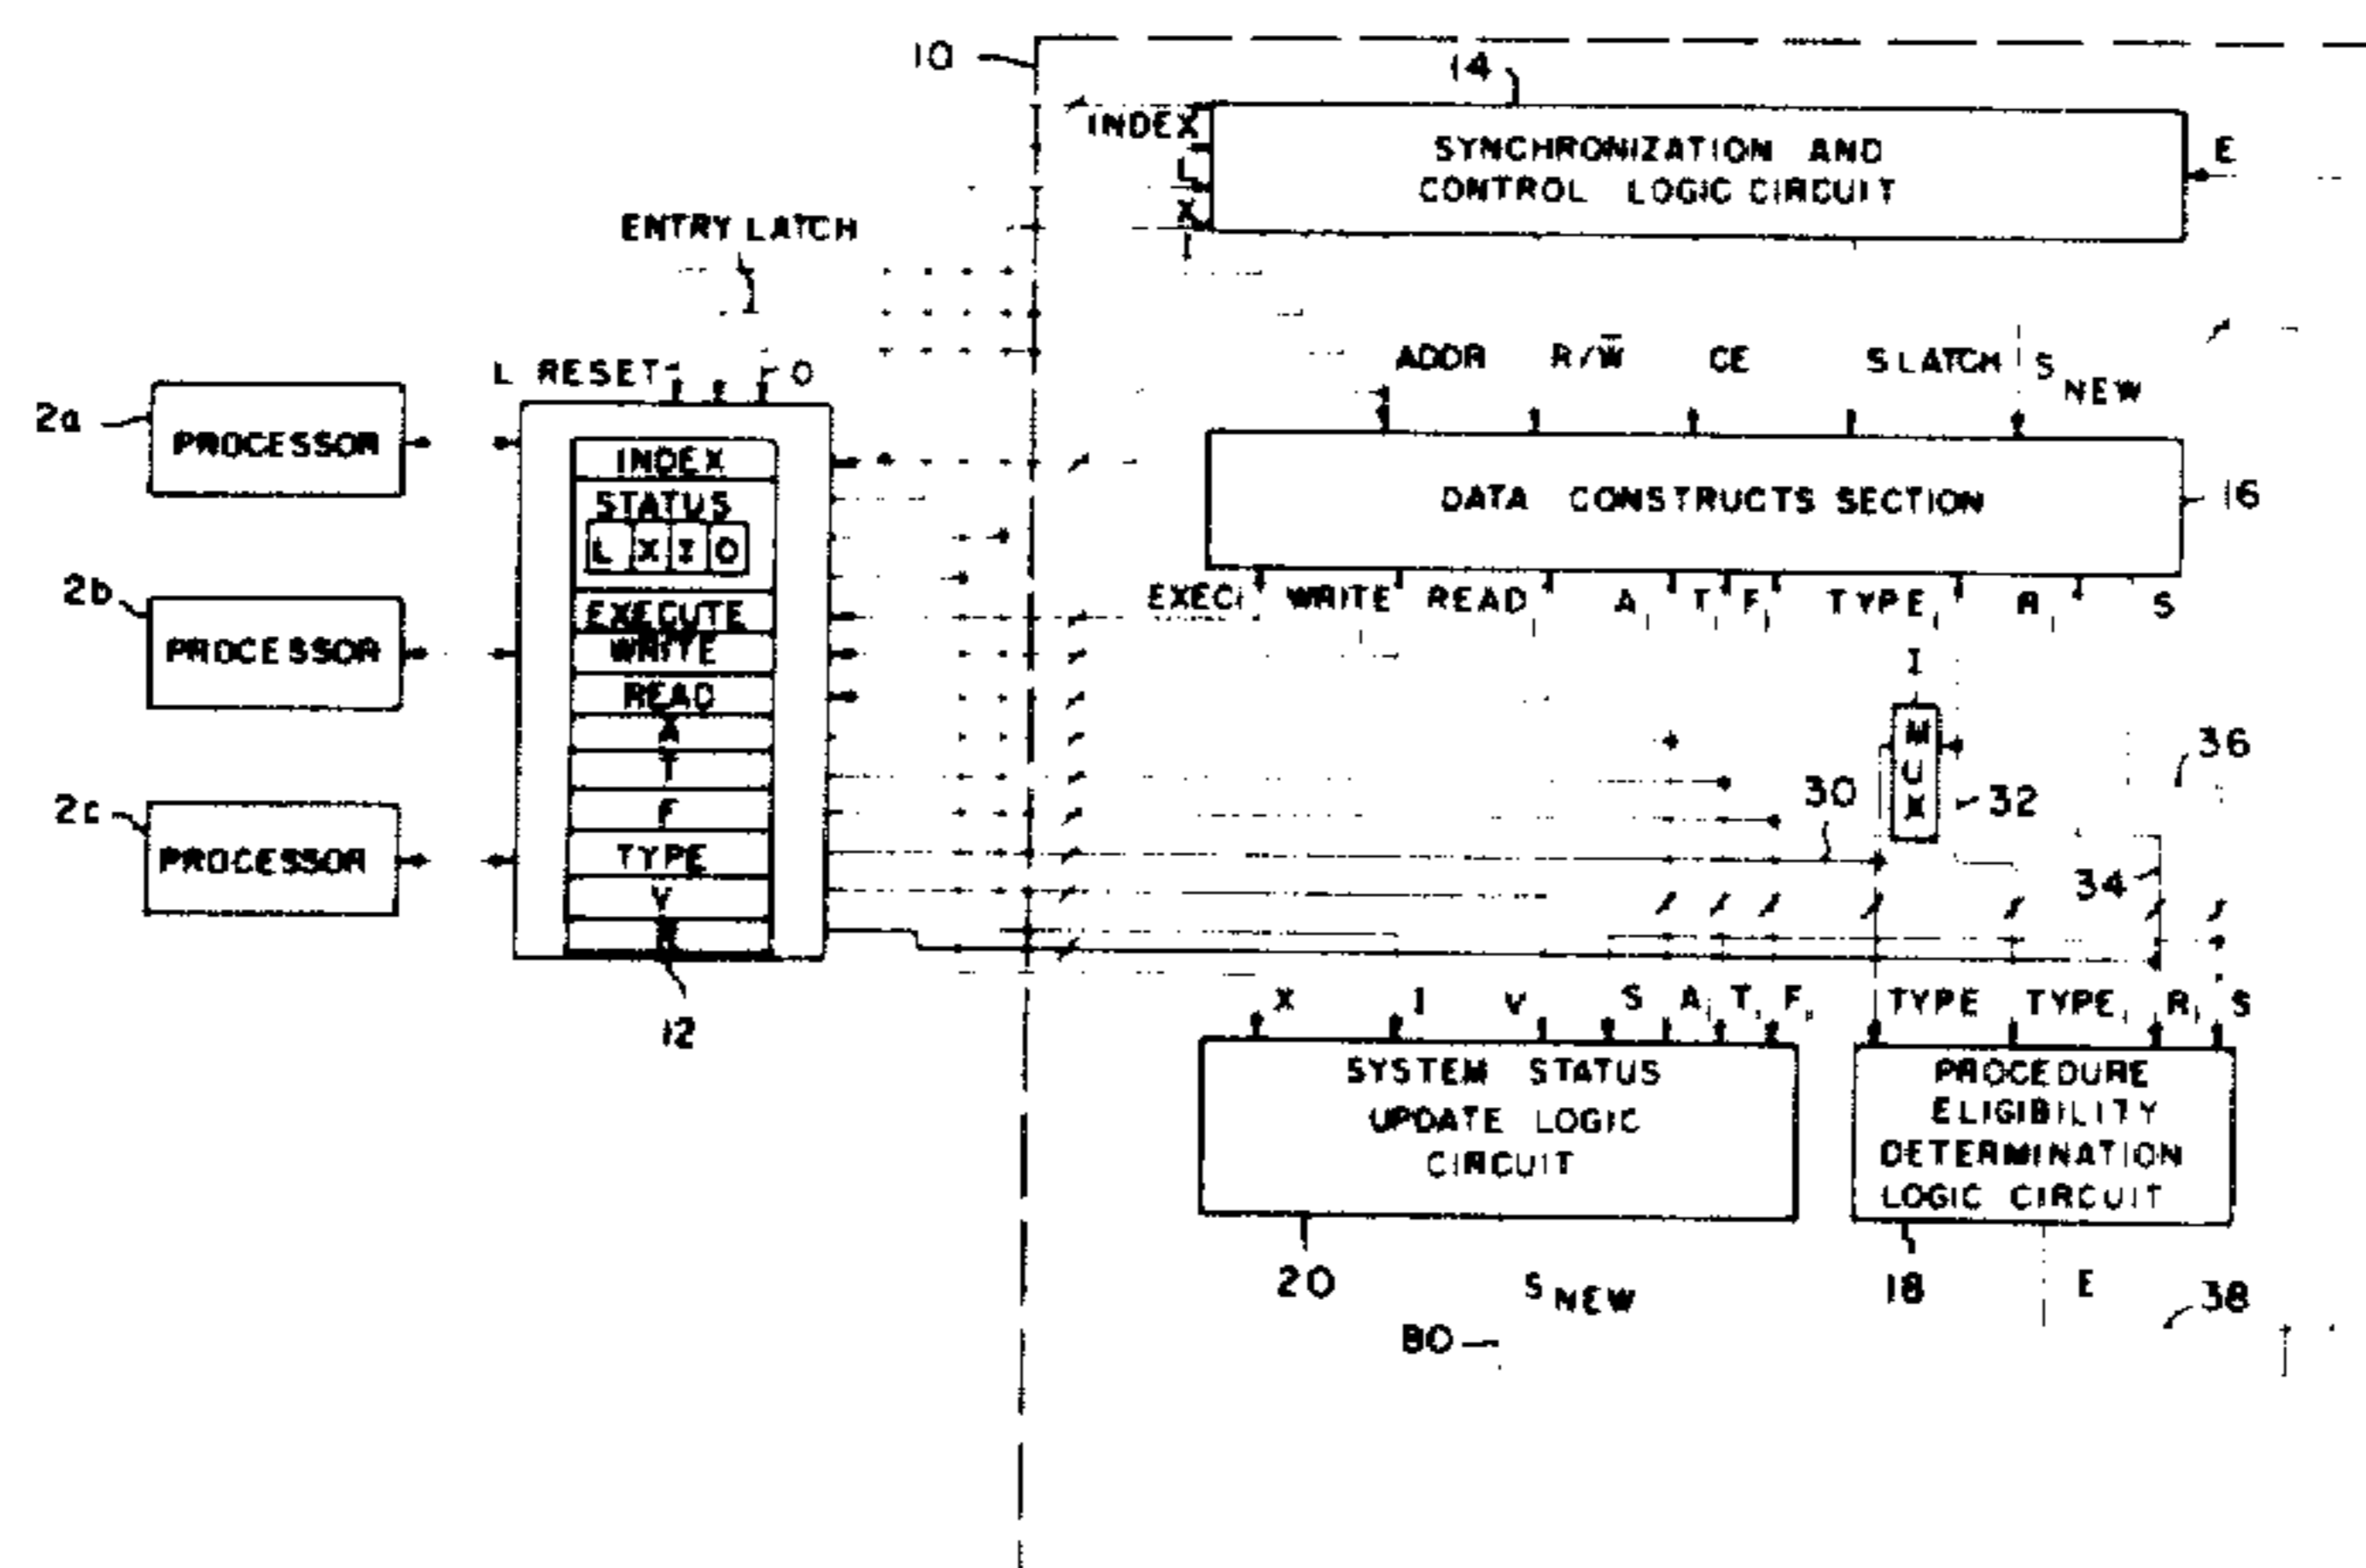 10
14
INDEX
L
X
SYNCHRONIZATION AND
CONTROL LOGIC CIRCUIT
E
ENTRY LATCH
L RESET
O
ADDR R/W̅ CE S LATCH S NEW
2a
PROCESSOR
INDEX
STATUS
L X I O
EXECUTE
WRITE
READ
A
T
F
TYPE
V
12
DATA CONSTRUCTS SECTION
16
WRITE READ A T F TYPE R S
2b
PROCESSOR
I
MUX
36
30
32
2c
PROCESSOR
34
X I V S A T F
TYPE TYPE R S
SYSTEM STATUS
UPDATE LOGIC
CIRCUIT
PROCEDURE
ELIGIBILITY
DETERMINATION
LOGIC CIRCUIT
20
S NEW
18
E
38
80